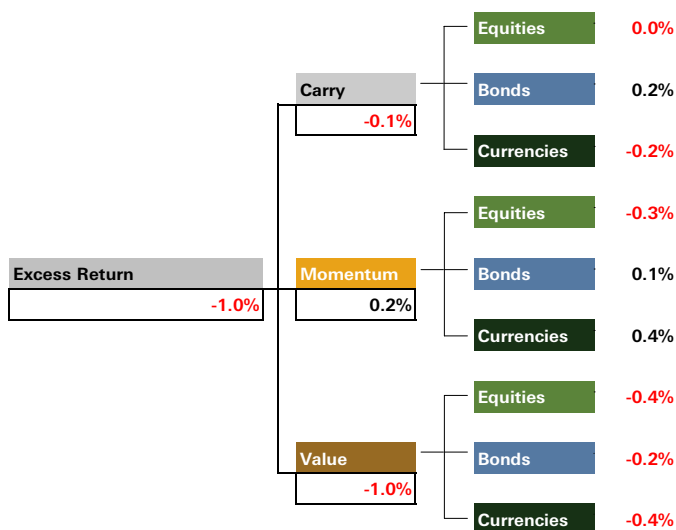 Equities 0.0%
Carry
Bonds 0.2%
-0.1%
Currencies -0.2%
Equities -0.3%
Excess Return
Momentum
Bonds 0.1%
-1.0%
0.2%
Currencies 0.4%
Equities -0.4%
Value
Bonds -0.2%
-1.0%
Currencies -0.4%